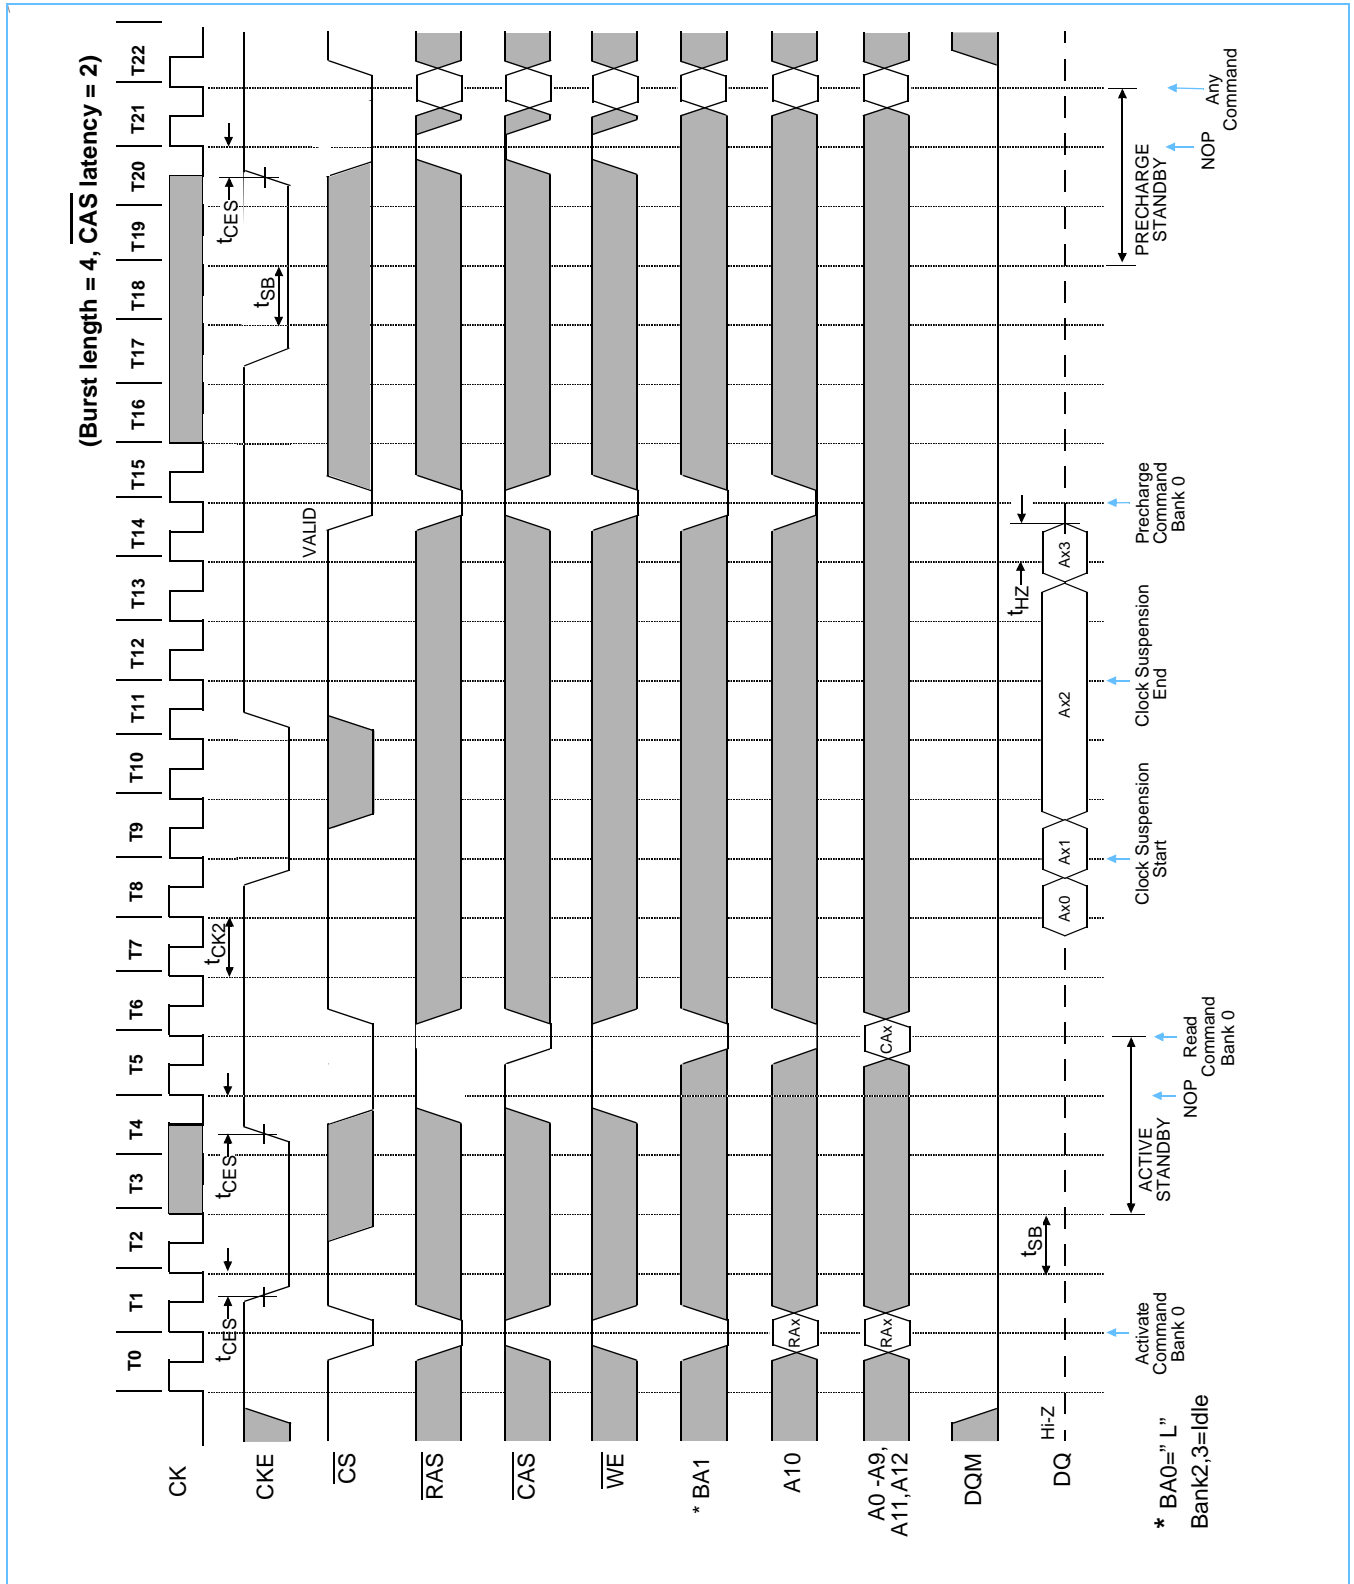 (Burst length = 4, CAS latency = 2)
T0 T1 T2 T3 T4 T5 T6 T7 T8 T9 T10 T11 T12 T13 T14 T15 T16 T17 T18 T19 T20 T21 T22
CK
tCK2
tCES
tCES
tCES
CKE
tSB
CS
VALID
RAS
CAS
WE
* BA1
A10
RAx
A0 -A9,
A11,A12
RAx
CAx
DQM
DQ
Hi-Z
tSB
Ax0
Ax1
Ax2
Ax3
tHZ
ACTIVE
STANDBY
PRECHARGE
STANDBY
Activate
Command
Bank 0
NOP
Read
Command
Bank 0
Clock Suspension
Start
Clock Suspension
End
Precharge
Command
Bank 0
NOP
Any
Command
* BA0=” L”
Bank2,3=Idle